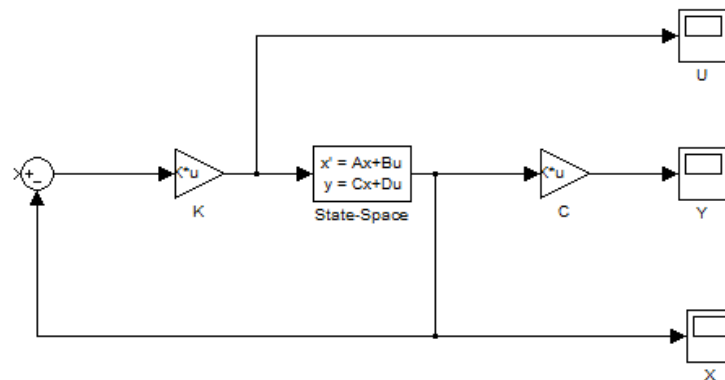 U
+
−
K*u
K
x' = Ax+Bu
y = Cx+Du
State-Space
K*u
C
Y
X